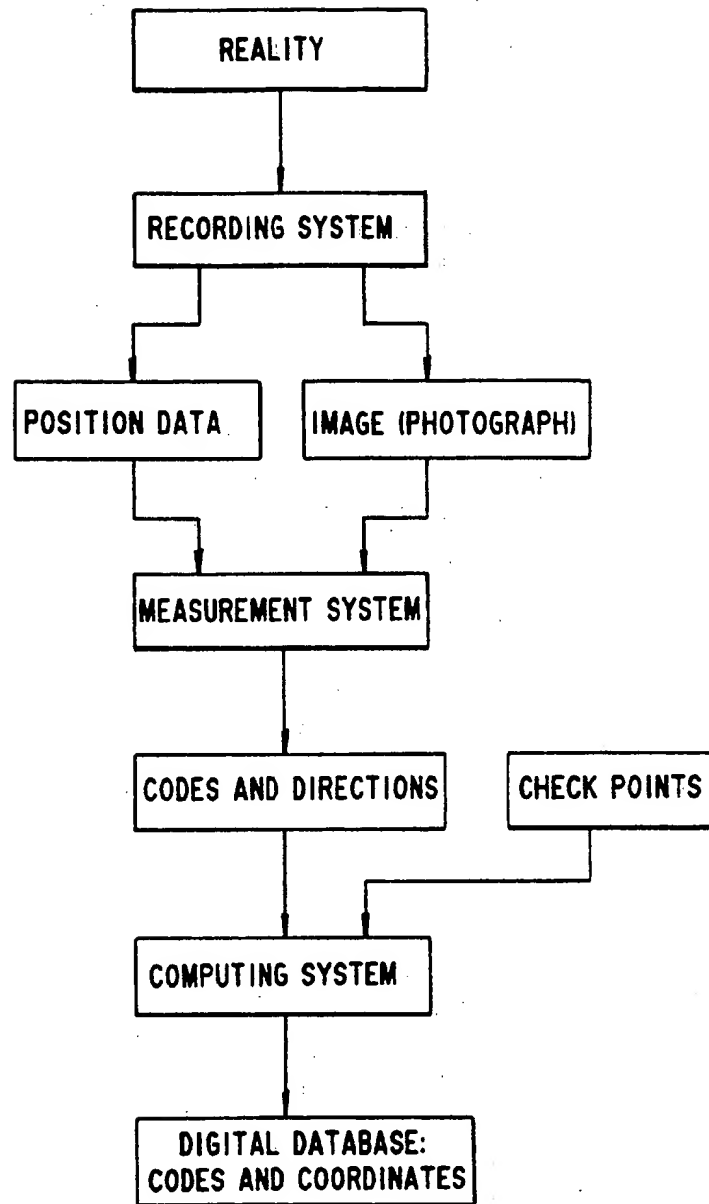 REALITY
RECORDING SYSTEM
POSITION DATA
IMAGE (PHOTOGRAPH)
MEASUREMENT SYSTEM
CODES AND DIRECTIONS
CHECK POINTS
COMPUTING SYSTEM
DIGITAL DATABASE:
CODES AND COORDINATES